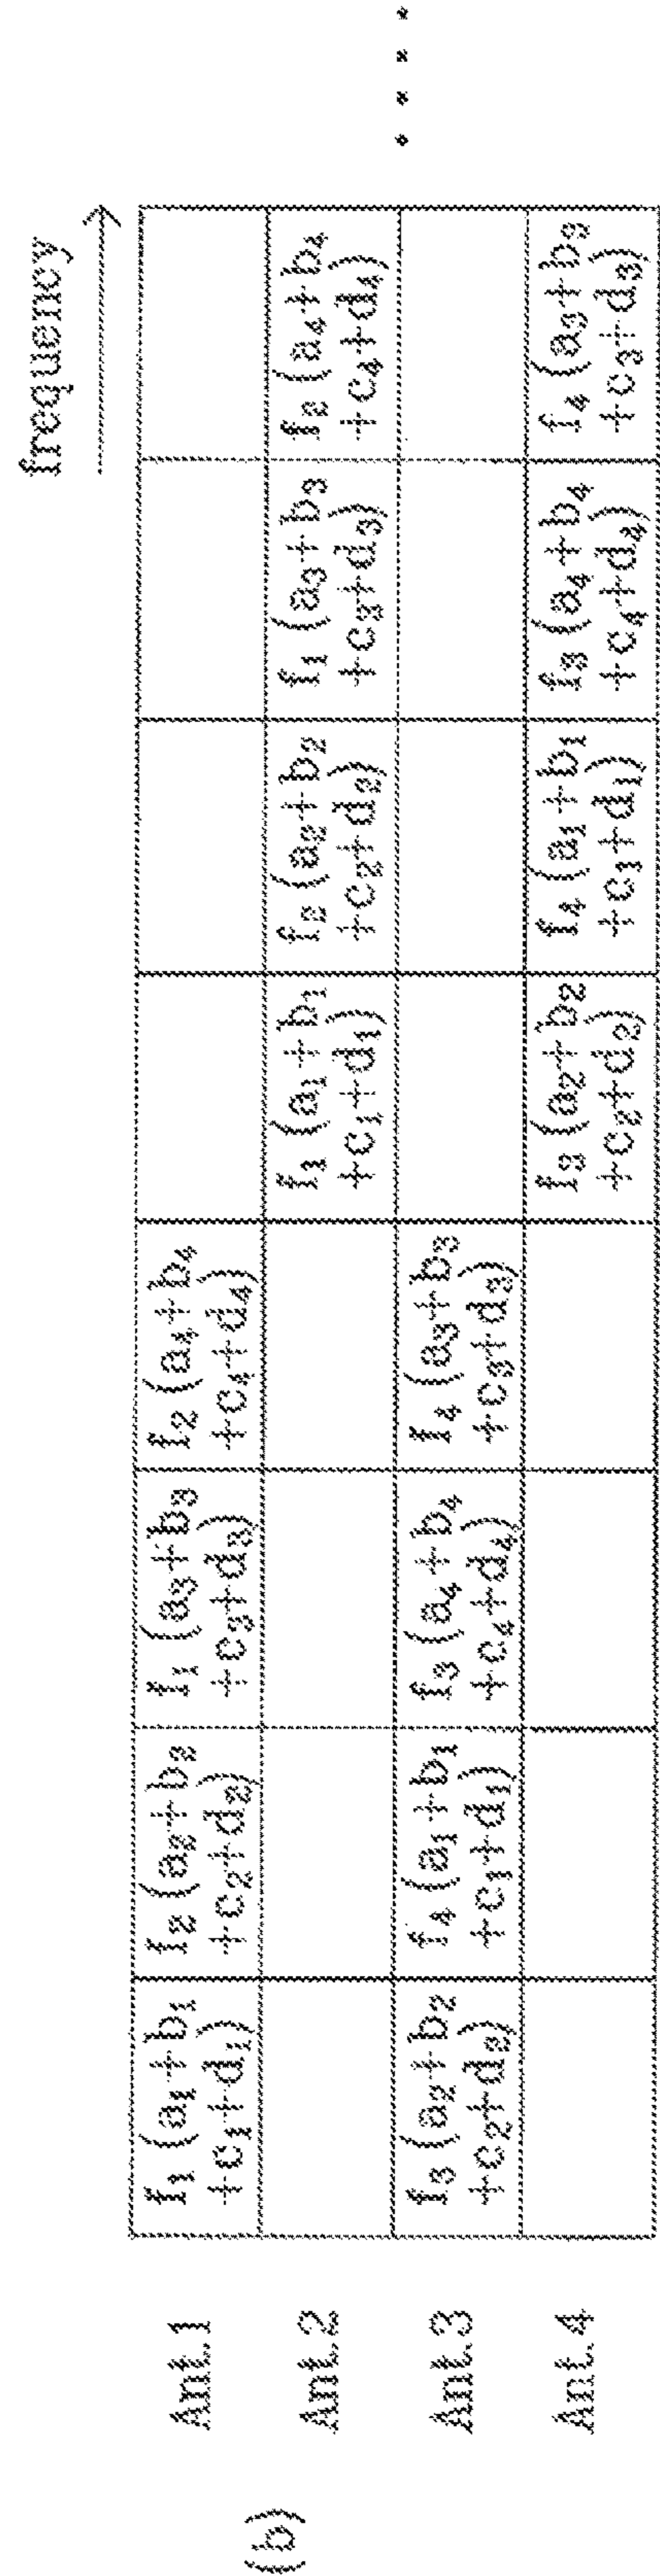 frequency
(b)
Ant.1
f₁ (a₁+b₁
+c₁+d₁)
f₂ (a₂+b₂
+c₂+d₂)
f₁ (a₃+b₃
+c₃+d₃)
f₂ (a₄+b₄
+c₄+d₄)
Ant.2
f₁ (a₁+b₁
+c₁+d₁)
f₂ (a₂+b₂
+c₂+d₂)
f₁ (a₃+b₃
+c₃+d₃)
f₂ (a₄+b₄
+c₄+d₄)
Ant.3
f₃ (a₂+b₂
+c₂+d₂)
f₄ (a₁+b₁
+c₁+d₁)
f₃ (a₄+b₄
+c₄+d₄)
f₄ (a₃+b₃
+c₃+d₃)
Ant.4
f₃ (a₂+b₂
+c₂+d₂)
f₄ (a₁+b₁
+c₁+d₁)
f₃ (a₄+b₄
+c₄+d₄)
f₄ (a₃+b₃
+c₃+d₃)